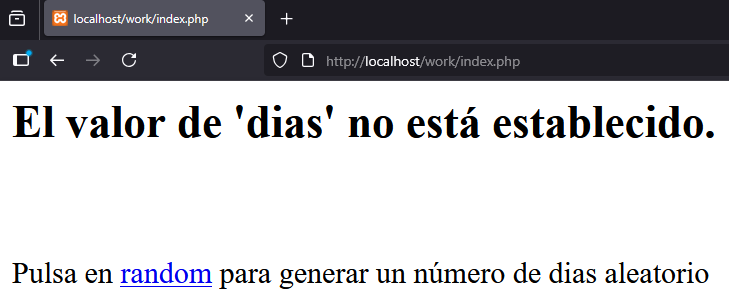 localhost/work/index.php
http://localhost/work/index.php
El valor de 'dias' no está establecido.
Pulsa en random para generar un número de dias aleatorio